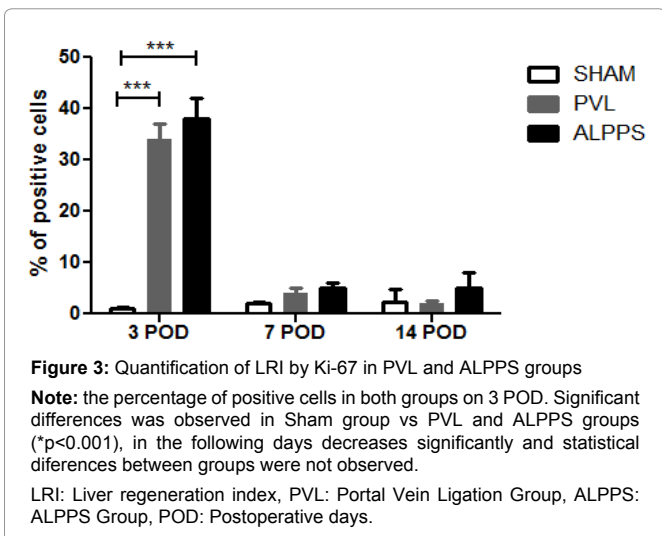 50
40
30
20
10
0
% of positive cells
***
***
SHAM
PVL
ALPPS
3 POD
7 POD
14 POD
Figure 3: Quantification of LRI by Ki-67 in PVL and ALPPS groups
Note: the percentage of positive cells in both groups on 3 POD. Significant
differences was observed in Sham group vs PVL and ALPPS groups
(*p<0.001), in the following days decreases significantly and statistical
diferences between groups were not observed.
LRI: Liver regeneration index, PVL: Portal Vein Ligation Group, ALPPS:
ALPPS Group, POD: Postoperative days.